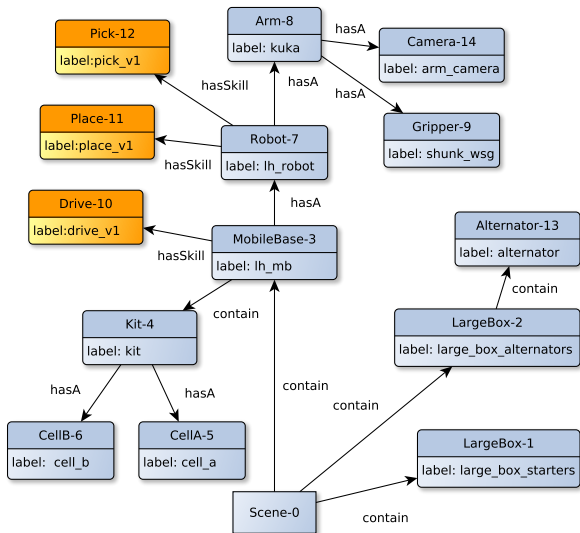 Arm-8
label: kuka
Pick-12
label:pick_v1
hasA
Camera-14
label: arm_camera
hasSkill
hasA
hasA
Place-11
label:place_v1
Gripper-9
label: shunk_wsg
Robot-7
label: lh_robot
hasSkill
Drive-10
label:drive_v1
hasA
MobileBase-3
label: lh_mb
hasSkill
Alternator-13
label: alternator
contain
contain
Kit-4
label: kit
LargeBox-2
label: large_box_alternators
hasA
hasA
contain
contain
CellB-6
label:  cell_b
CellA-5
label: cell_a
LargeBox-1
label: large_box_starters
Scene-0
contain